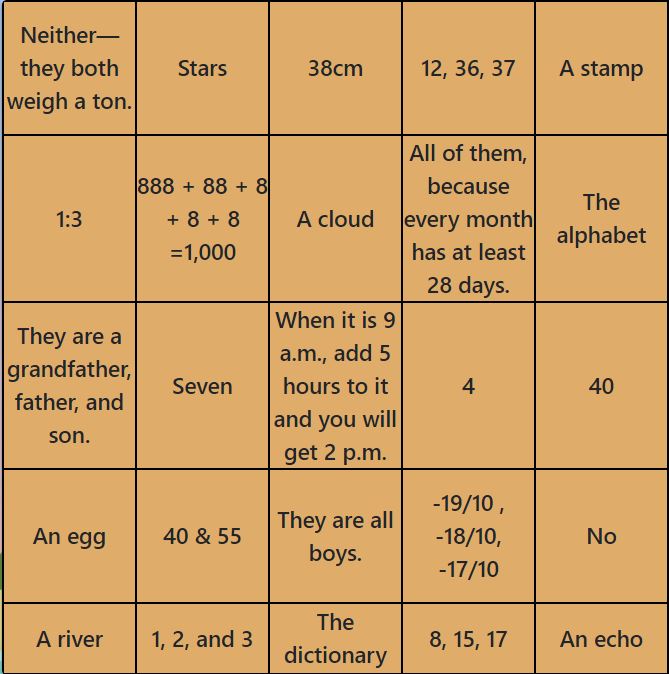 Neither—
they both
weigh a ton.
Stars
38cm
12, 36, 37
A stamp
1:3
888 + 88 + 8
+ 8 + 8
=1,000
A cloud
All of them,
because
every month
has at least
28 days.
The
alphabet
They are a
grandfather,
father, and
son.
Seven
When it is 9
a.m., add 5
hours to it
and you will
get 2 p.m.
4
40
An egg
40 & 55
They are all
boys.
-19/10 ,
-18/10,
-17/10
No
A river
1, 2, and 3
The
dictionary
8, 15, 17
An echo